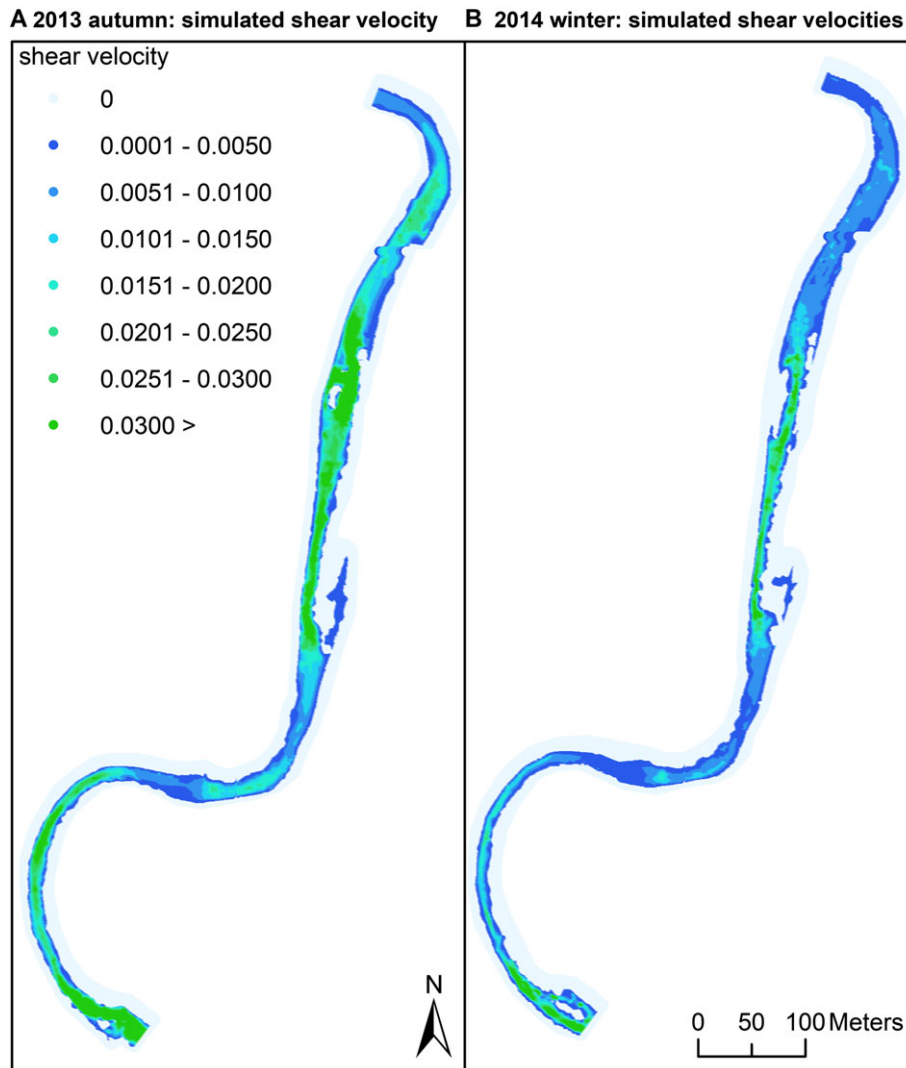 A 2013 autumn: simulated shear velocity
B 2014 winter: simulated shear velocities
shear velocity
0
0.0001 - 0.0050
0.0051 - 0.0100
0.0101 - 0.0150
0.0151 - 0.0200
0.0201 - 0.0250
0.0251 - 0.0300
0.0300 >
N
0 50 100 Meters